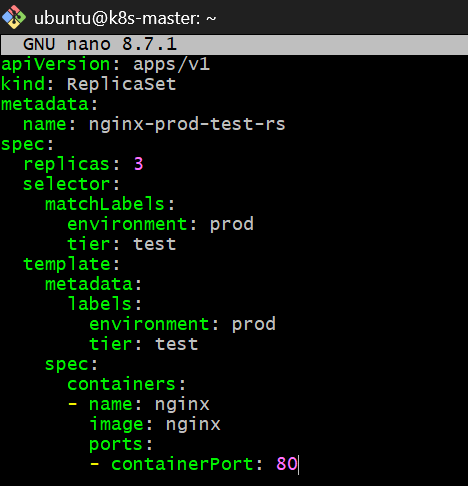 ubuntu@k8s-master: ~
GNU nano 8.7.1
apiVersion: apps/v1
kind: ReplicaSet
metadata:
  name: nginx-prod-test-rs
spec:
  replicas: 3
  selector:
    matchLabels:
      environment: prod
      tier: test
  template:
    metadata:
      labels:
        environment: prod
        tier: test
    spec:
      containers:
      - name: nginx
        image: nginx
        ports:
        - containerPort: 80